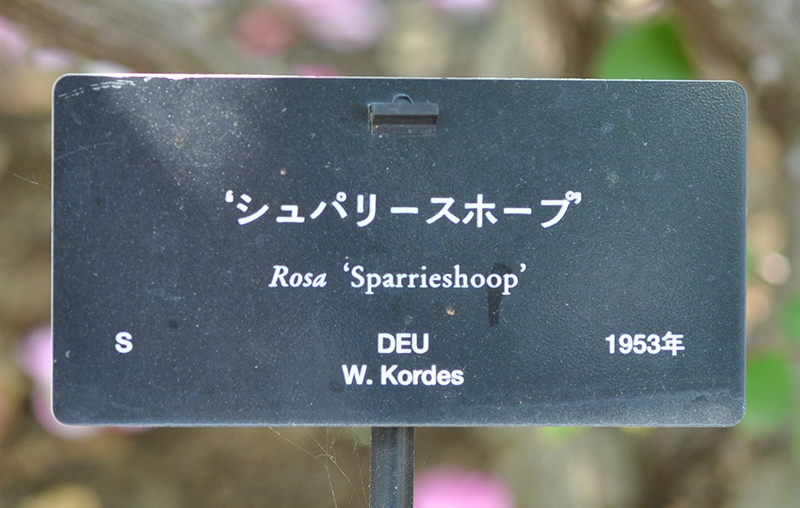 ‘シュパリースホープ’
Rosa ‘Sparrieshoop’
S DEU 1953年
W. Kordes